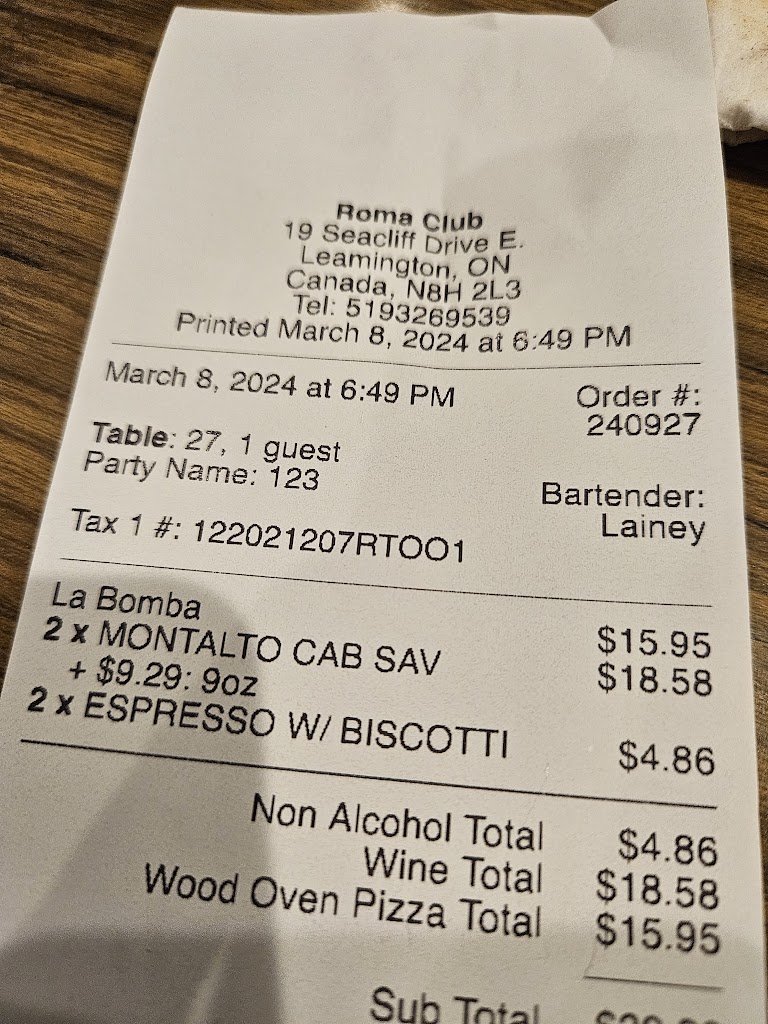 Roma Club
19 Seacliff Drive E.
Leamington, ON
Canada, N8H 2L3
Tel: 5193269539
Printed March 8, 2024 at 6:49 PM
March 8, 2024 at 6:49 PM
Order #:
240927
Table: 27, 1 guest
Party Name: 123
Bartender:
Lainey
Tax 1 #: 122021207RTOO1
La Bomba $15.95
2 x MONTALTO CAB SAV $18.58
+ $9.29: 9oz
2 x ESPRESSO W/ BISCOTTI $4.86
Non Alcohol Total $4.86
Wine Total $18.58
Wood Oven Pizza Total $15.95
Sub Total